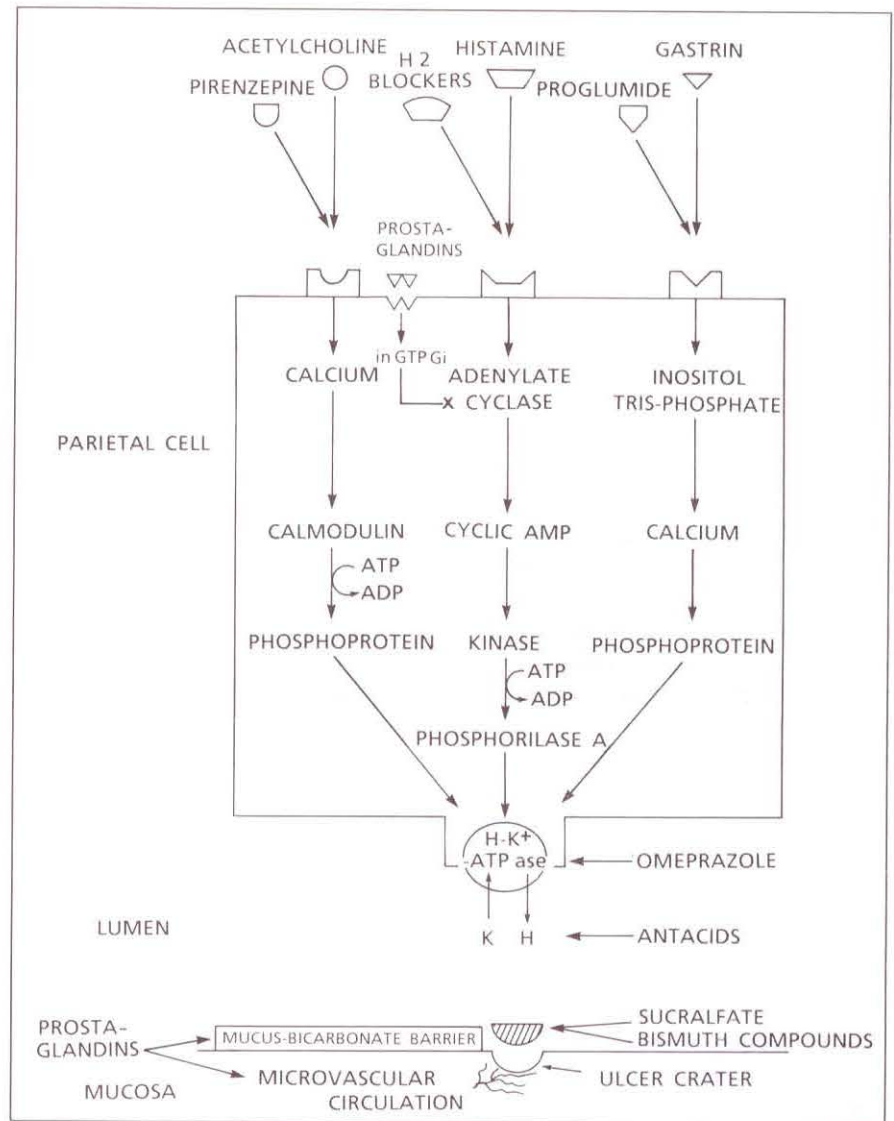 ACETYLCHOLINE
H 2
BLOCKERS
HISTAMINE
GASTRIN
PIRENZEPINE
PROGLUMIDE
PROSTA-
GLANDINS
in GTP Gi
CALCIUM
ADENYLATE
x CYCLASE
INOSITOL
TRIS-PHOSPHATE
PARIETAL CELL
CALMODULIN
CYCLIC AMP
CALCIUM
ATP
ADP
PHOSPHOPROTEIN
KINASE
PHOSPHOPROTEIN
ATP
ADP
PHOSPHORILASE A
H-K+
-ATP ase
OMEPRAZOLE
LUMEN
K H
ANTACIDS
PROSTA-
GLANDINS
MUCUS-BICARBONATE BARRIER
SUCRALFATE
BISMUTH COMPOUNDS
MUCOSA
MICROVASCULAR
CIRCULATION
ULCER CRATER